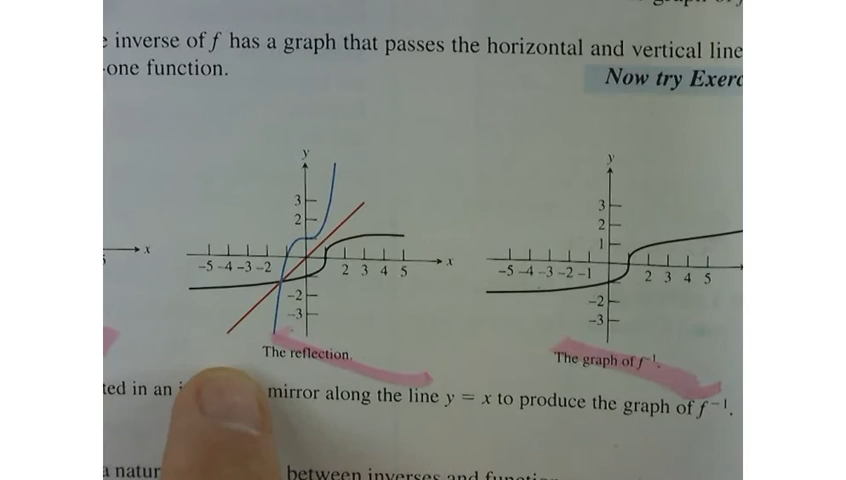 inverse of f has a graph that passes the horizontal and vertical line
-one function.
Now try Exerc
y
3
2
-5 -4 -3 -2
2 3 4 5
x
-2
-3
The reflection.
x
y
3
2
1
-5 -4 -3 -2 -1
2 3 4 5
-2
-3
The graph of f⁻¹.
ted in an
mirror along the line y = x to produce the graph of f⁻¹.
a natur
between inverses and